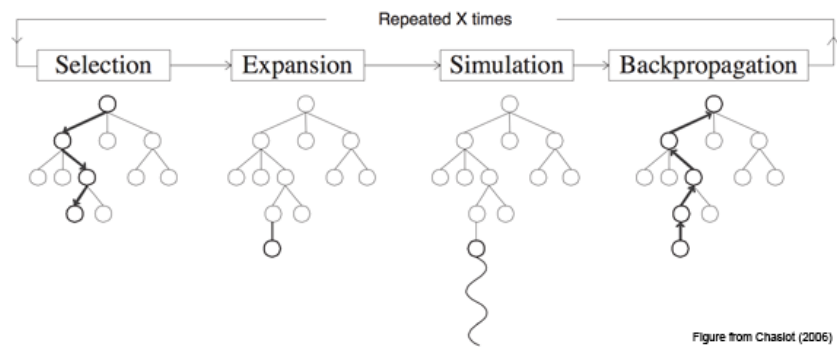 Repeated X times
Selection
Expansion
Simulation
Backpropagation
Figure from Chaslot (2006)